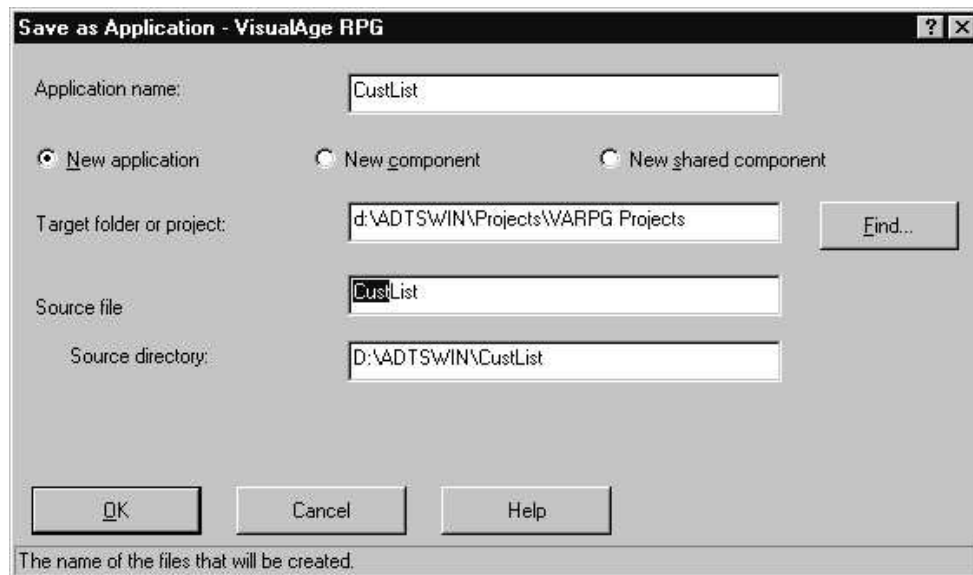 Save as Application - VisualAge RPG ? X
Application name: CustList
New application New component New shared component
Target folder or project: d:\ADTSWIN\Projects\VARPG Projects Find...
Source file CustList
Source directory: D:\ADTSWIN\CustList
OK Cancel Help
The name of the files that will be created.